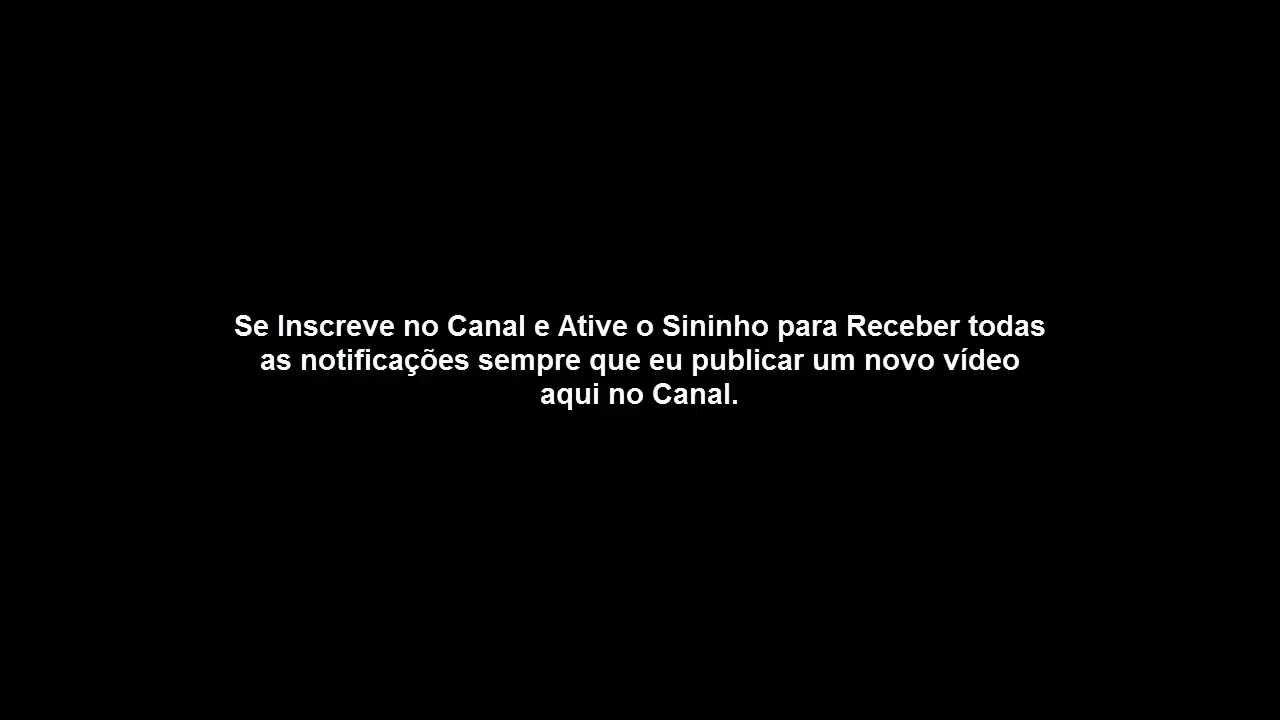 Se Inscreve no Canal e Ative o Sininho para Receber todas
as notificações sempre que eu publicar um novo vídeo
aqui no Canal.